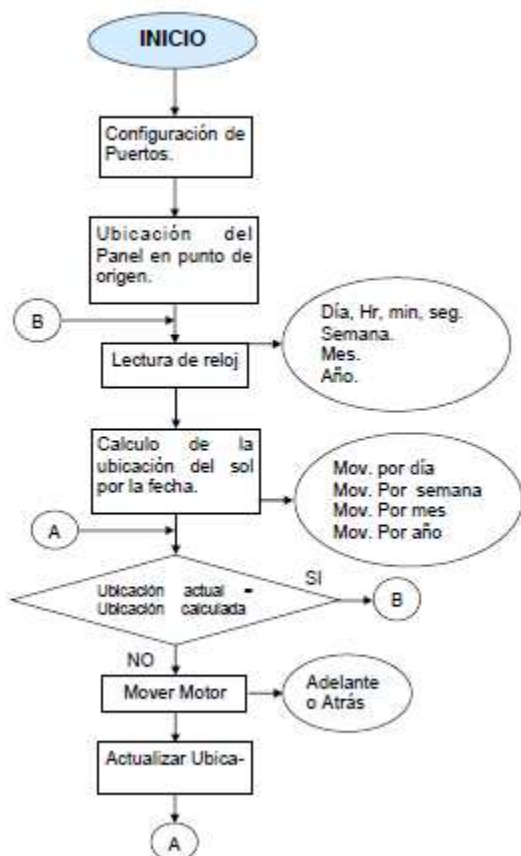 INICIO
Configuración de
Puertos.
Ubicación del
Panel en punto de
origen.
B
Día, Hr, min, seg.
Semana.
Mes.
Año.
Lectura de reloj
Calculo de la
ubicación del sol
por la fecha.
Mov. por día
Mov. Por semana
Mov. Por mes
Mov. Por año
A
SI
Ubicación actual =
Ubicación calculada
B
NO
Mover Motor
Adelante
o Atrás
Actualizar Ubica-
A